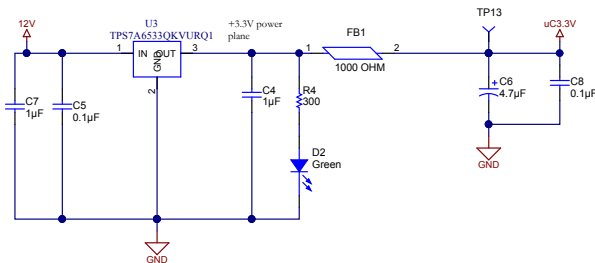 12V
U3
TPS7A6533QKVURQ1
+3.3V power
plane
FB1
TP13
uC3.3V
1
IN
OUT
3
GND
2
1
2
1000 OHM
C7
1µF
C5
0.1µF
C4
1µF
R4
300
D2
Green
C6
4.7µF
C8
0.1µF
+
GND
GND